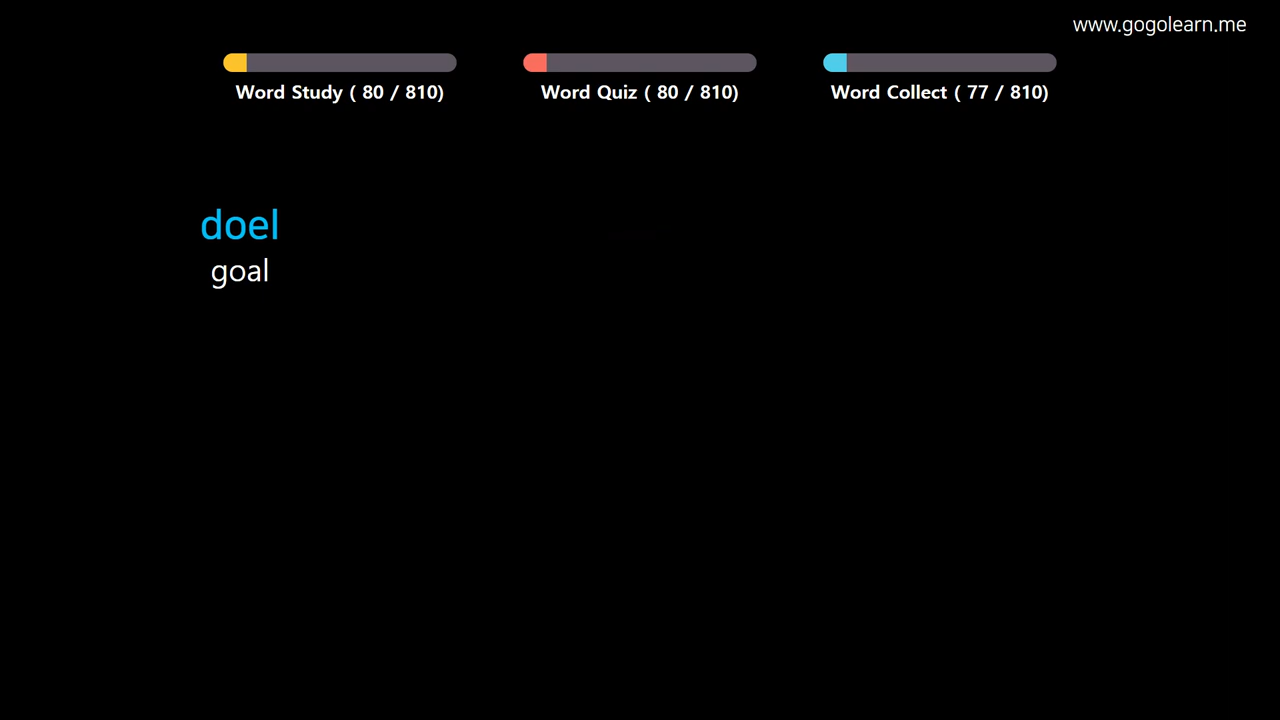 www.gogolearn.me
Word Study ( 80 / 810)
Word Quiz ( 80 / 810)
Word Collect ( 77 / 810)
doel
goal